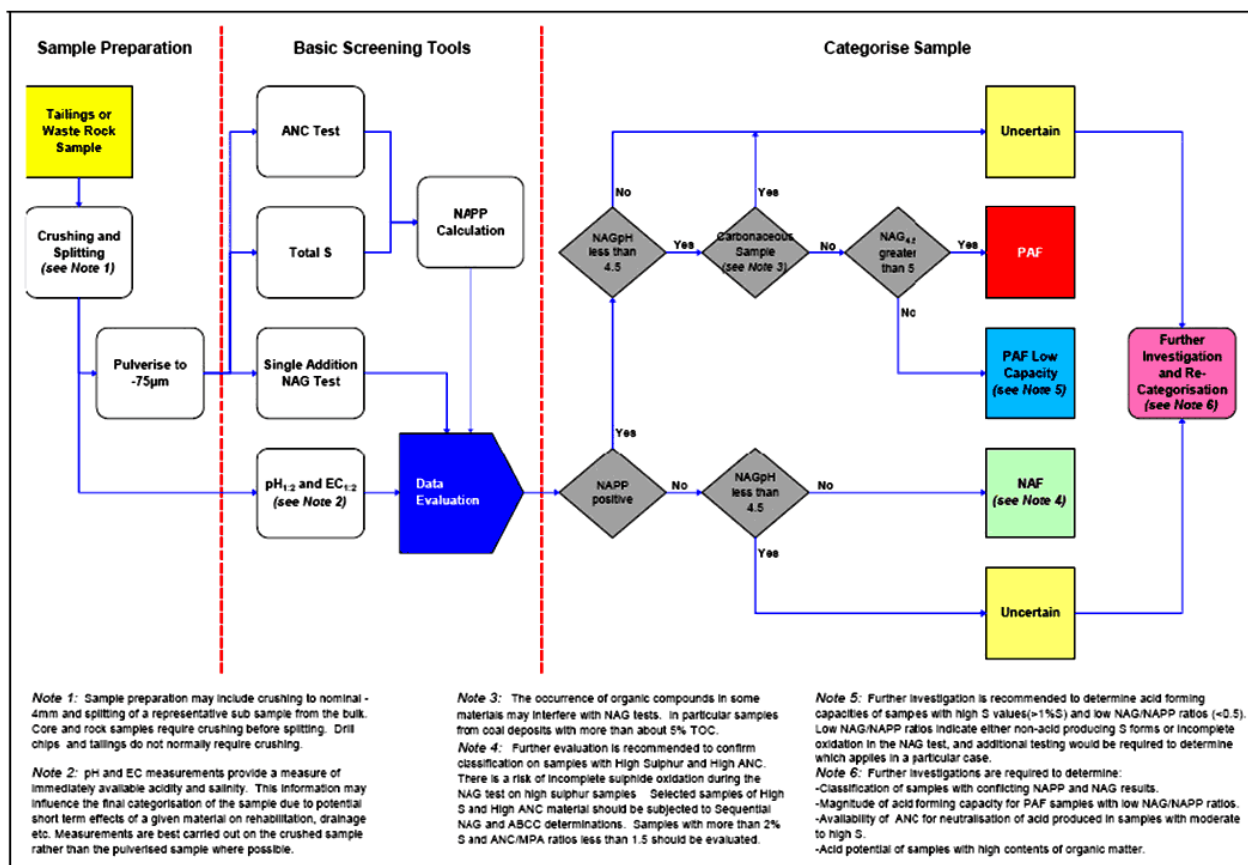 Sample Preparation
Basic Screening Tools
Categorise Sample
Tailings or
Waste Rock
Sample
Crushing and
Splitting
(see Note 1)
Pulverise to
-75µm
ANC Test
Total S
NAPP
Calculation
Single Addition
NAG Test
pH1:2 and EC1:2
(see Note 2)
Data
Evaluation
NAPP
positive
Yes
No
NAGpH
less than
4.5
No
Yes
Carbonaceous
Sample
(see Note 3)
Yes
No
NAG4.5
greater
than 5
Yes
No
NAGpH
less than
4.5
No
Yes
Uncertain
PAF
PAF Low
Capacity
(see Note 5)
NAF
(see Note 4)
Uncertain
Further
Investigation
and Re-
Categorisation
(see Note 6)
Note 1: Sample preparation may include crushing to nominal -
4mm and splitting of a representative sub sample from the bulk.
Core and rock samples require crushing before splitting. Drill
chips and tailings do not normally require crushing.
Note 2: pH and EC measurements provide a measure of
immediately available acidity and salinity. This information may
influence the final categorisation of the sample due to potential
short term effects of a given material on rehabilitation, drainage
etc. Measurements are best carried out on the crushed sample
rather than the pulverised sample where possible.
Note 3: The occurrence of organic compounds in some
materials may interfere with NAG tests. In particular samples
from coal deposits with more than about 5% TOC.
Note 4: Further evaluation is recommended to confirm
classification on samples with High Sulphur and High ANC.
There is a risk of incomplete sulphide oxidation during the
NAG test on high sulphur samples Selected samples of High
S and High ANC material should be subjected to Sequential
NAG and ABCC determinations. Samples with more than 2%
S and ANC/MPA ratios less than 1.5 should be evaluated.
Note 5: Further investigation is recommended to determine acid forming
capacities of sampes with high S values(>1%S) and low NAG/NAPP ratios (<0.5).
Low NAG/NAPP ratios indicate either non-acid producing S forms or incomplete
oxidation in the NAG test, and additional testing would be required to determine
which applies in a particular case.
Note 6: Further investigations are required to determine:
-Classification of samples with conflicting NAPP and NAG results.
-Magnitude of acid forming capacity for PAF samples with low NAG/NAPP ratios.
-Availability of ANC for neutralisation of acid produced in samples with moderate
to high S.
-Acid potential of samples with high contents of organic matter.